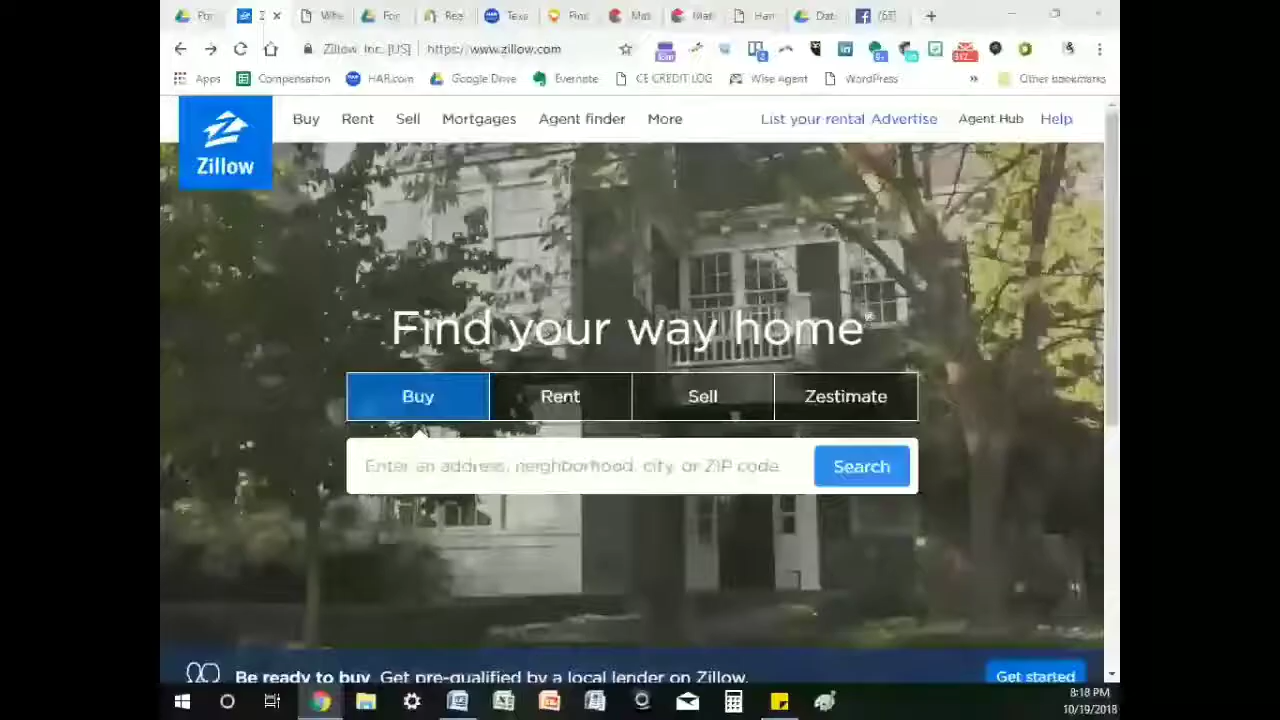 Zillow, Inc. [US] https://www.zillow.com
Apps Compensation HAR.com Google Drive Evernote CE CREDIT LOG Wise Agent WordPress » Other bookmarks
Zillow
Buy Rent Sell Mortgages Agent finder More List your rental Advertise Agent Hub Help
Find your way home
Buy Rent Sell Zestimate
Enter an address, neighborhood, city, or ZIP code Search
Be ready to buy Get pre-qualified by a local lender on Zillow. Get started
8:18 PM
10/19/2018